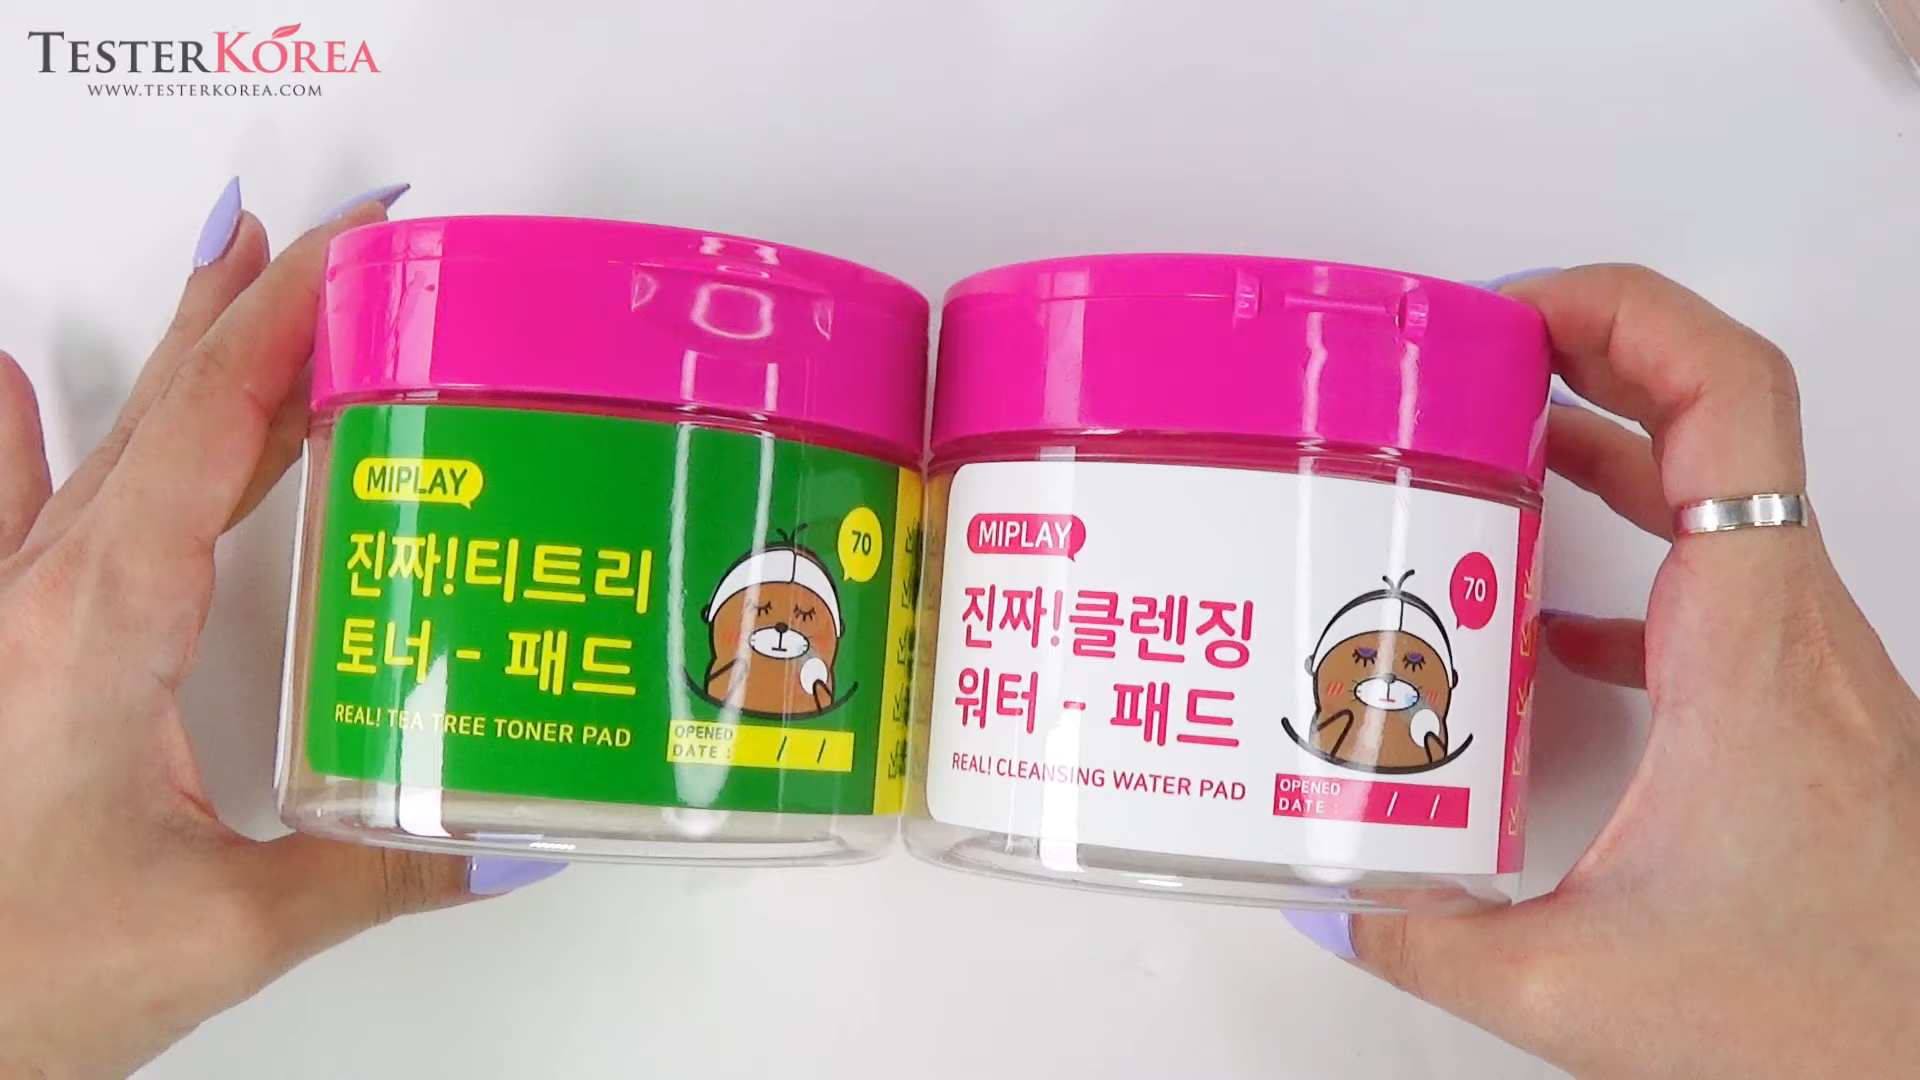 TESTERKOREA
WWW.TESTERKOREA.COM
MIPLAY
진짜!티트리
토너 - 패드
REAL! TEA TREE TONER PAD
70
OPENED
DATE : / /
MIPLAY
진짜!클렌징
워터 - 패드
REAL! CLEANSING WATER PAD
70
OPENED
DATE : / /